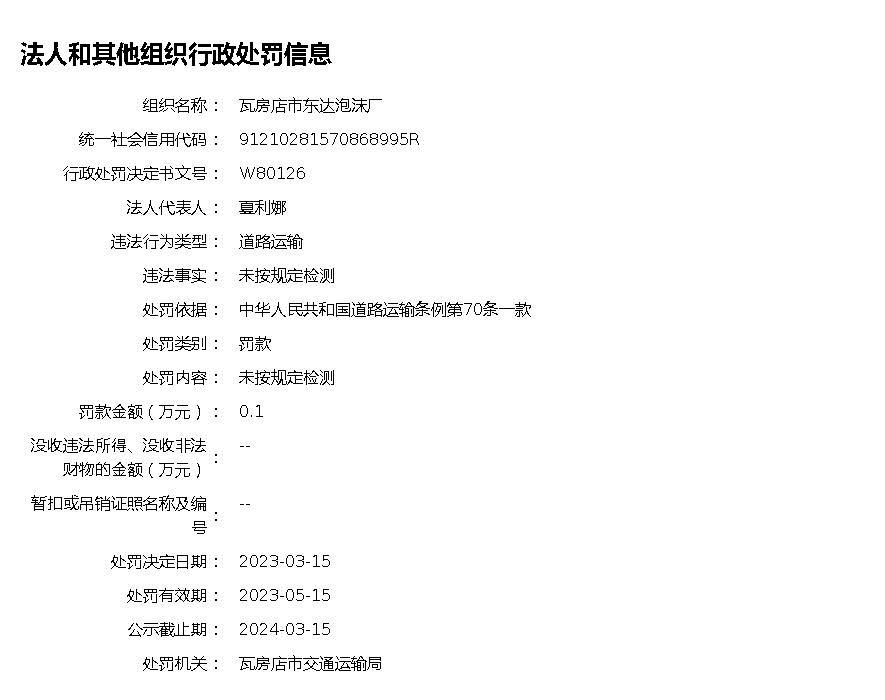 法人和其他组织行政处罚信息
组织名称： 瓦房店市东达泡沫厂
统一社会信用代码： 91210281570868995R
行政处罚决定书文号： W80126
法人代表人： 夏利娜
违法行为类型： 道路运输
违法事实： 未按规定检测
处罚依据： 中华人民共和国道路运输条例第70条一款
处罚类别： 罚款
处罚内容： 未按规定检测
罚款金额（万元）： 0.1
没收违法所得、没收非法
财物的金额（万元）： --
暂扣或吊销证照名称及编
号： --
处罚决定日期： 2023-03-15
处罚有效期： 2023-05-15
公示截止期： 2024-03-15
处罚机关： 瓦房店市交通运输局